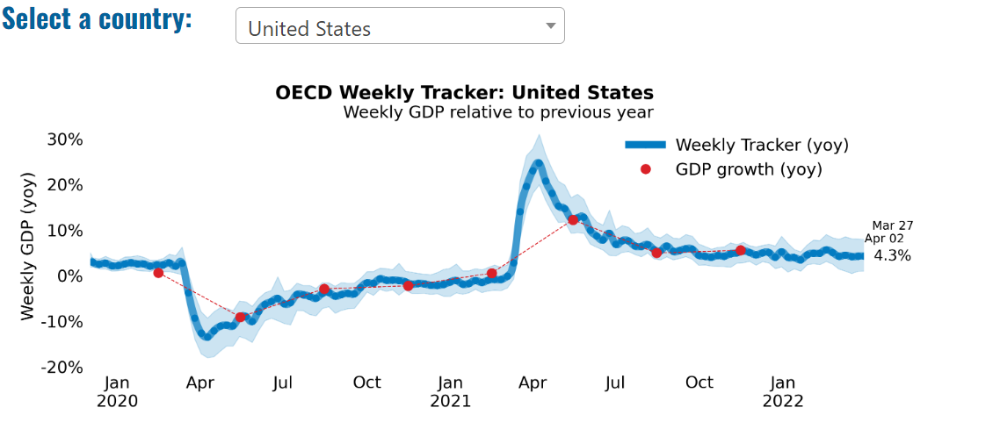 Select a country:
United States
OECD Weekly Tracker: United States
Weekly GDP relative to previous year
Weekly Tracker (yoy)
GDP growth (yoy)
Weekly GDP (yoy)
30%
20%
10%
0%
-10%
-20%
Mar 27
Apr 02
4.3%
Jan Apr Jul Oct Jan Apr Jul Oct Jan
2020 2021 2022